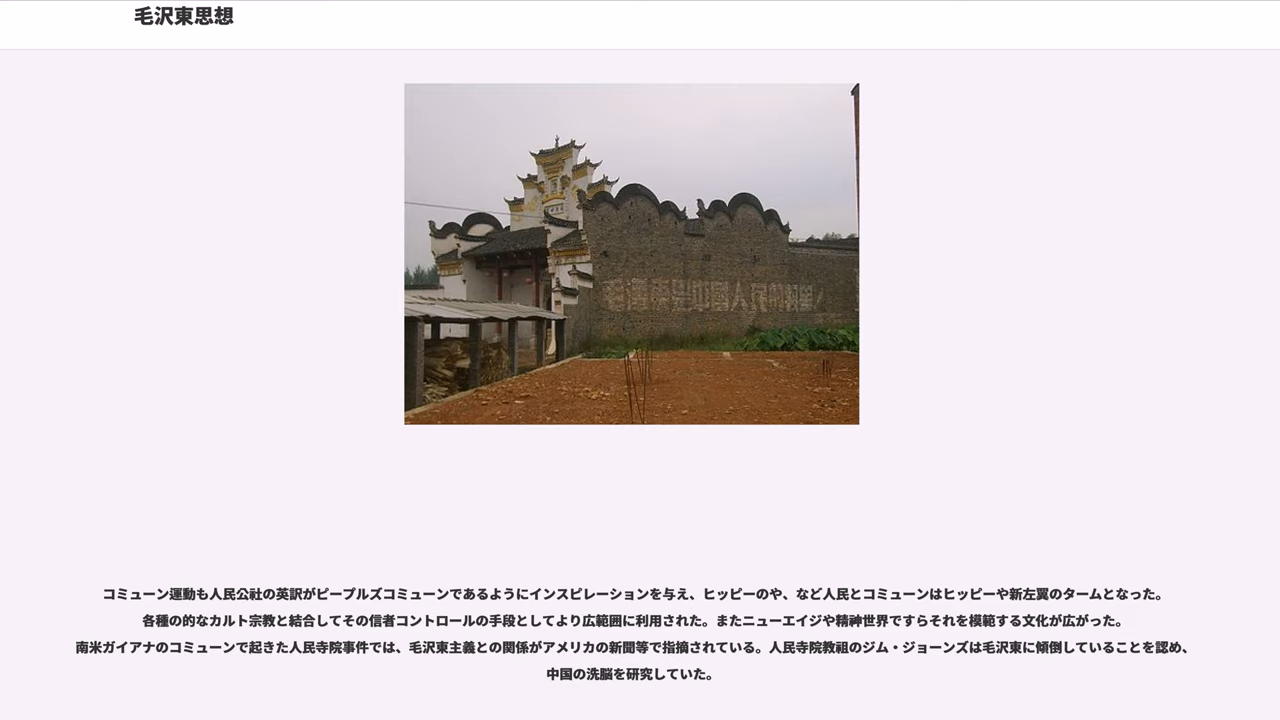 毛沢東思想
コミューン運動も人民公社の英訳がピープルズコミューンであるようにインスピレーションを与え、ヒッピーのや、など人民とコミューンはヒッピーや新左翼のタームとなった。
各種の的なカルト宗教と結合してその信者コントロールの手段としてより広範囲に利用された。またニューエイジや精神世界ですらそれを模範する文化が広がった。
南米ガイアナのコミューンで起きた人民寺院事件では、毛沢東主義との関係がアメリカの新聞等で指摘されている。人民寺院教祖のジム・ジョーンズは毛沢東に傾倒していることを認め、
中国の洗脳を研究していた。